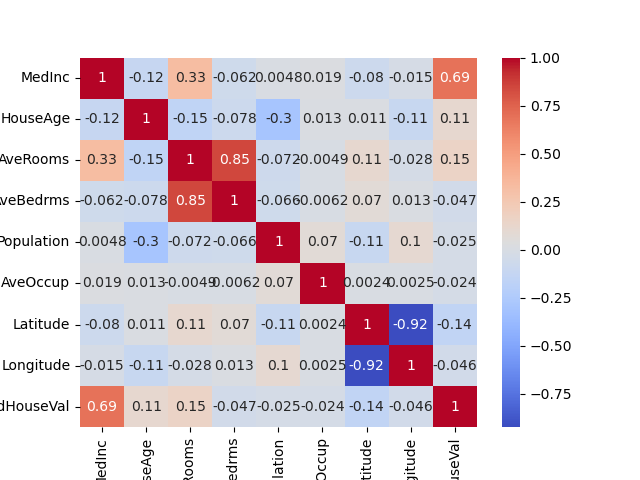 MedInc 1 -0.12 0.33 -0.062 0.0048 0.019 -0.08 -0.015 0.69
HouseAge -0.12 1 -0.15 -0.078 -0.3 0.013 0.011 -0.11 0.11
AveRooms 0.33 -0.15 1 0.85 -0.072 -0.0049 0.11 -0.028 0.15
veBedrms -0.062 -0.078 0.85 1 -0.066 -0.0062 0.07 0.013 -0.047
Population 0.0048 -0.3 -0.072 -0.066 1 0.07 -0.11 0.1 -0.025
AveOccup 0.019 0.013 -0.0049 -0.0062 0.07 1 0.0024 0.0025 -0.024
Latitude -0.08 0.011 0.11 0.07 -0.11 0.0024 1 -0.92 -0.14
Longitude -0.015 -0.11 -0.028 0.013 0.1 0.0025 -0.92 1 -0.046
dHouseVal 0.69 0.11 0.15 -0.047 -0.025 -0.024 -0.14 -0.046 1
MedInc
seAge
Rooms
edrms
lation
Occup
titude
gitude
useVal
1.00
0.75
0.50
0.25
0.00
−0.25
−0.50
−0.75